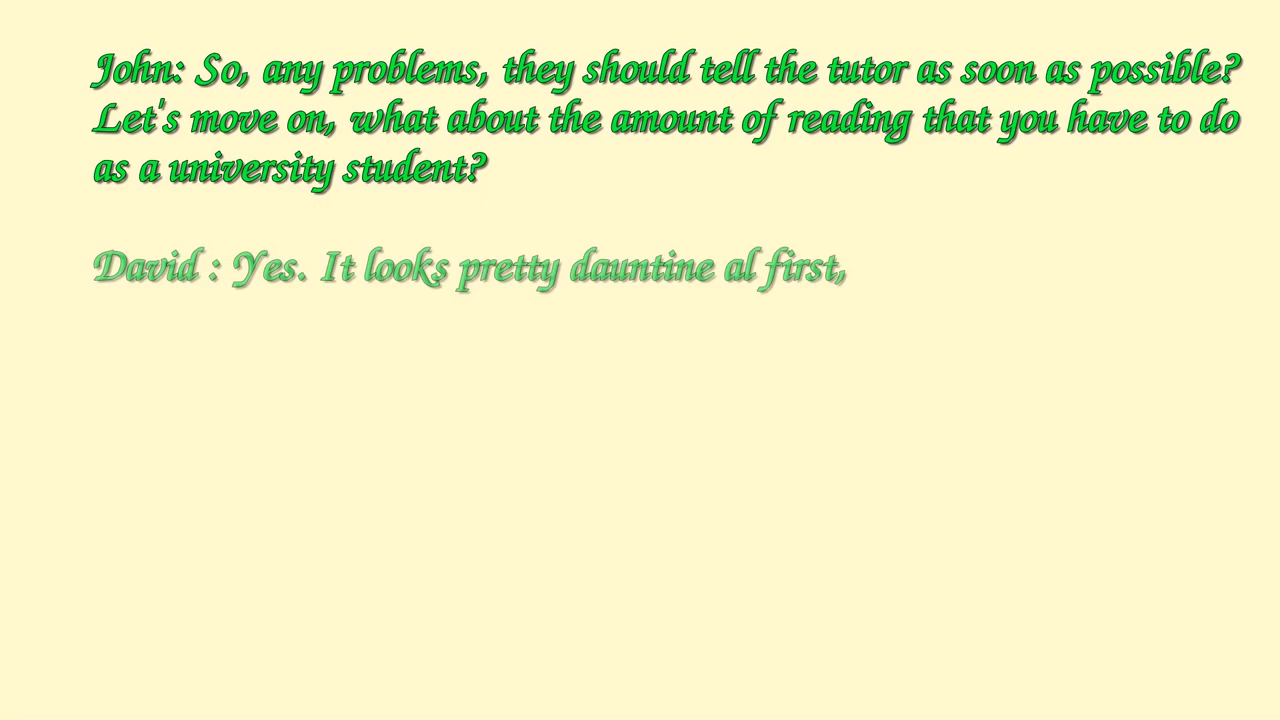 John: So, any problems, they should tell the tutor as soon as possible?
Let's move on, what about the amount of reading that you have to do
as a university student?
David : Yes. It looks pretty dauntine al first,